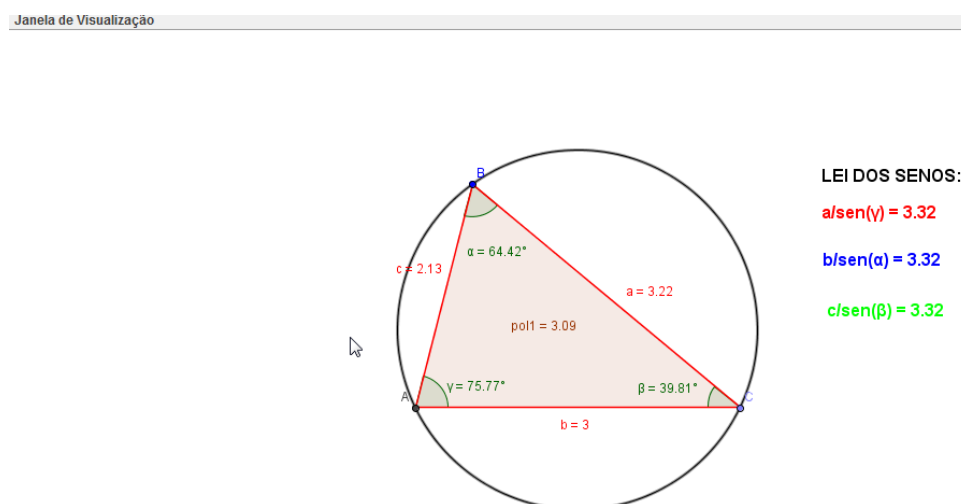 Janela de Visualização
B
LEI DOS SENOS:
a/sen(γ) = 3.32
α = 64.42°
b/sen(α) = 3.32
c = 2.13
a = 3.22
c/sen(β) = 3.32
pol1 = 3.09
γ = 75.77°
β = 39.81°
A
C
b = 3